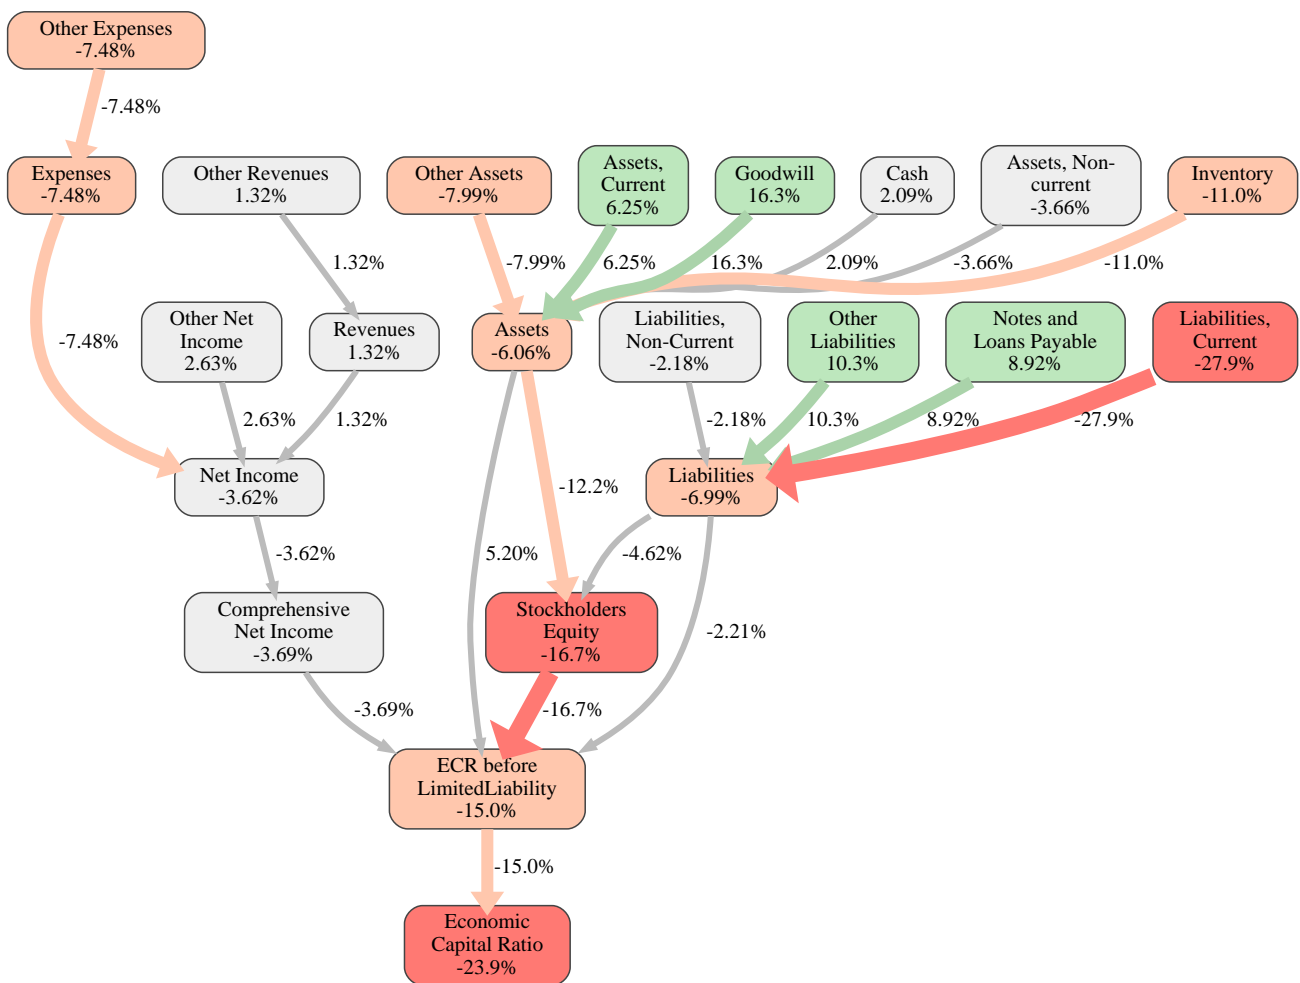 Other Expenses
-7.48%
-7.48%
Expenses
-7.48%
Other Revenues
1.32%
Other Assets
-7.99%
Assets,
Current
6.25%
Goodwill
16.3%
Cash
2.09%
Assets, Non-
current
-3.66%
Inventory
-11.0%
1.32%
-7.99%
6.25%
16.3%
2.09%
-3.66%
-11.0%
-7.48%
Other Net
Income
2.63%
Revenues
1.32%
Assets
-6.06%
Liabilities,
Non-Current
-2.18%
Other
Liabilities
10.3%
Notes and
Loans Payable
8.92%
Liabilities,
Current
-27.9%
2.63%
1.32%
-2.18%
10.3%
8.92%
-27.9%
Net Income
-3.62%
-12.2%
Liabilities
-6.99%
-3.62%
5.20%
-4.62%
Comprehensive
Net Income
-3.69%
Stockholders
Equity
-16.7%
-2.21%
-3.69%
-16.7%
ECR before
LimitedLiability
-15.0%
-15.0%
Economic
Capital Ratio
-23.9%